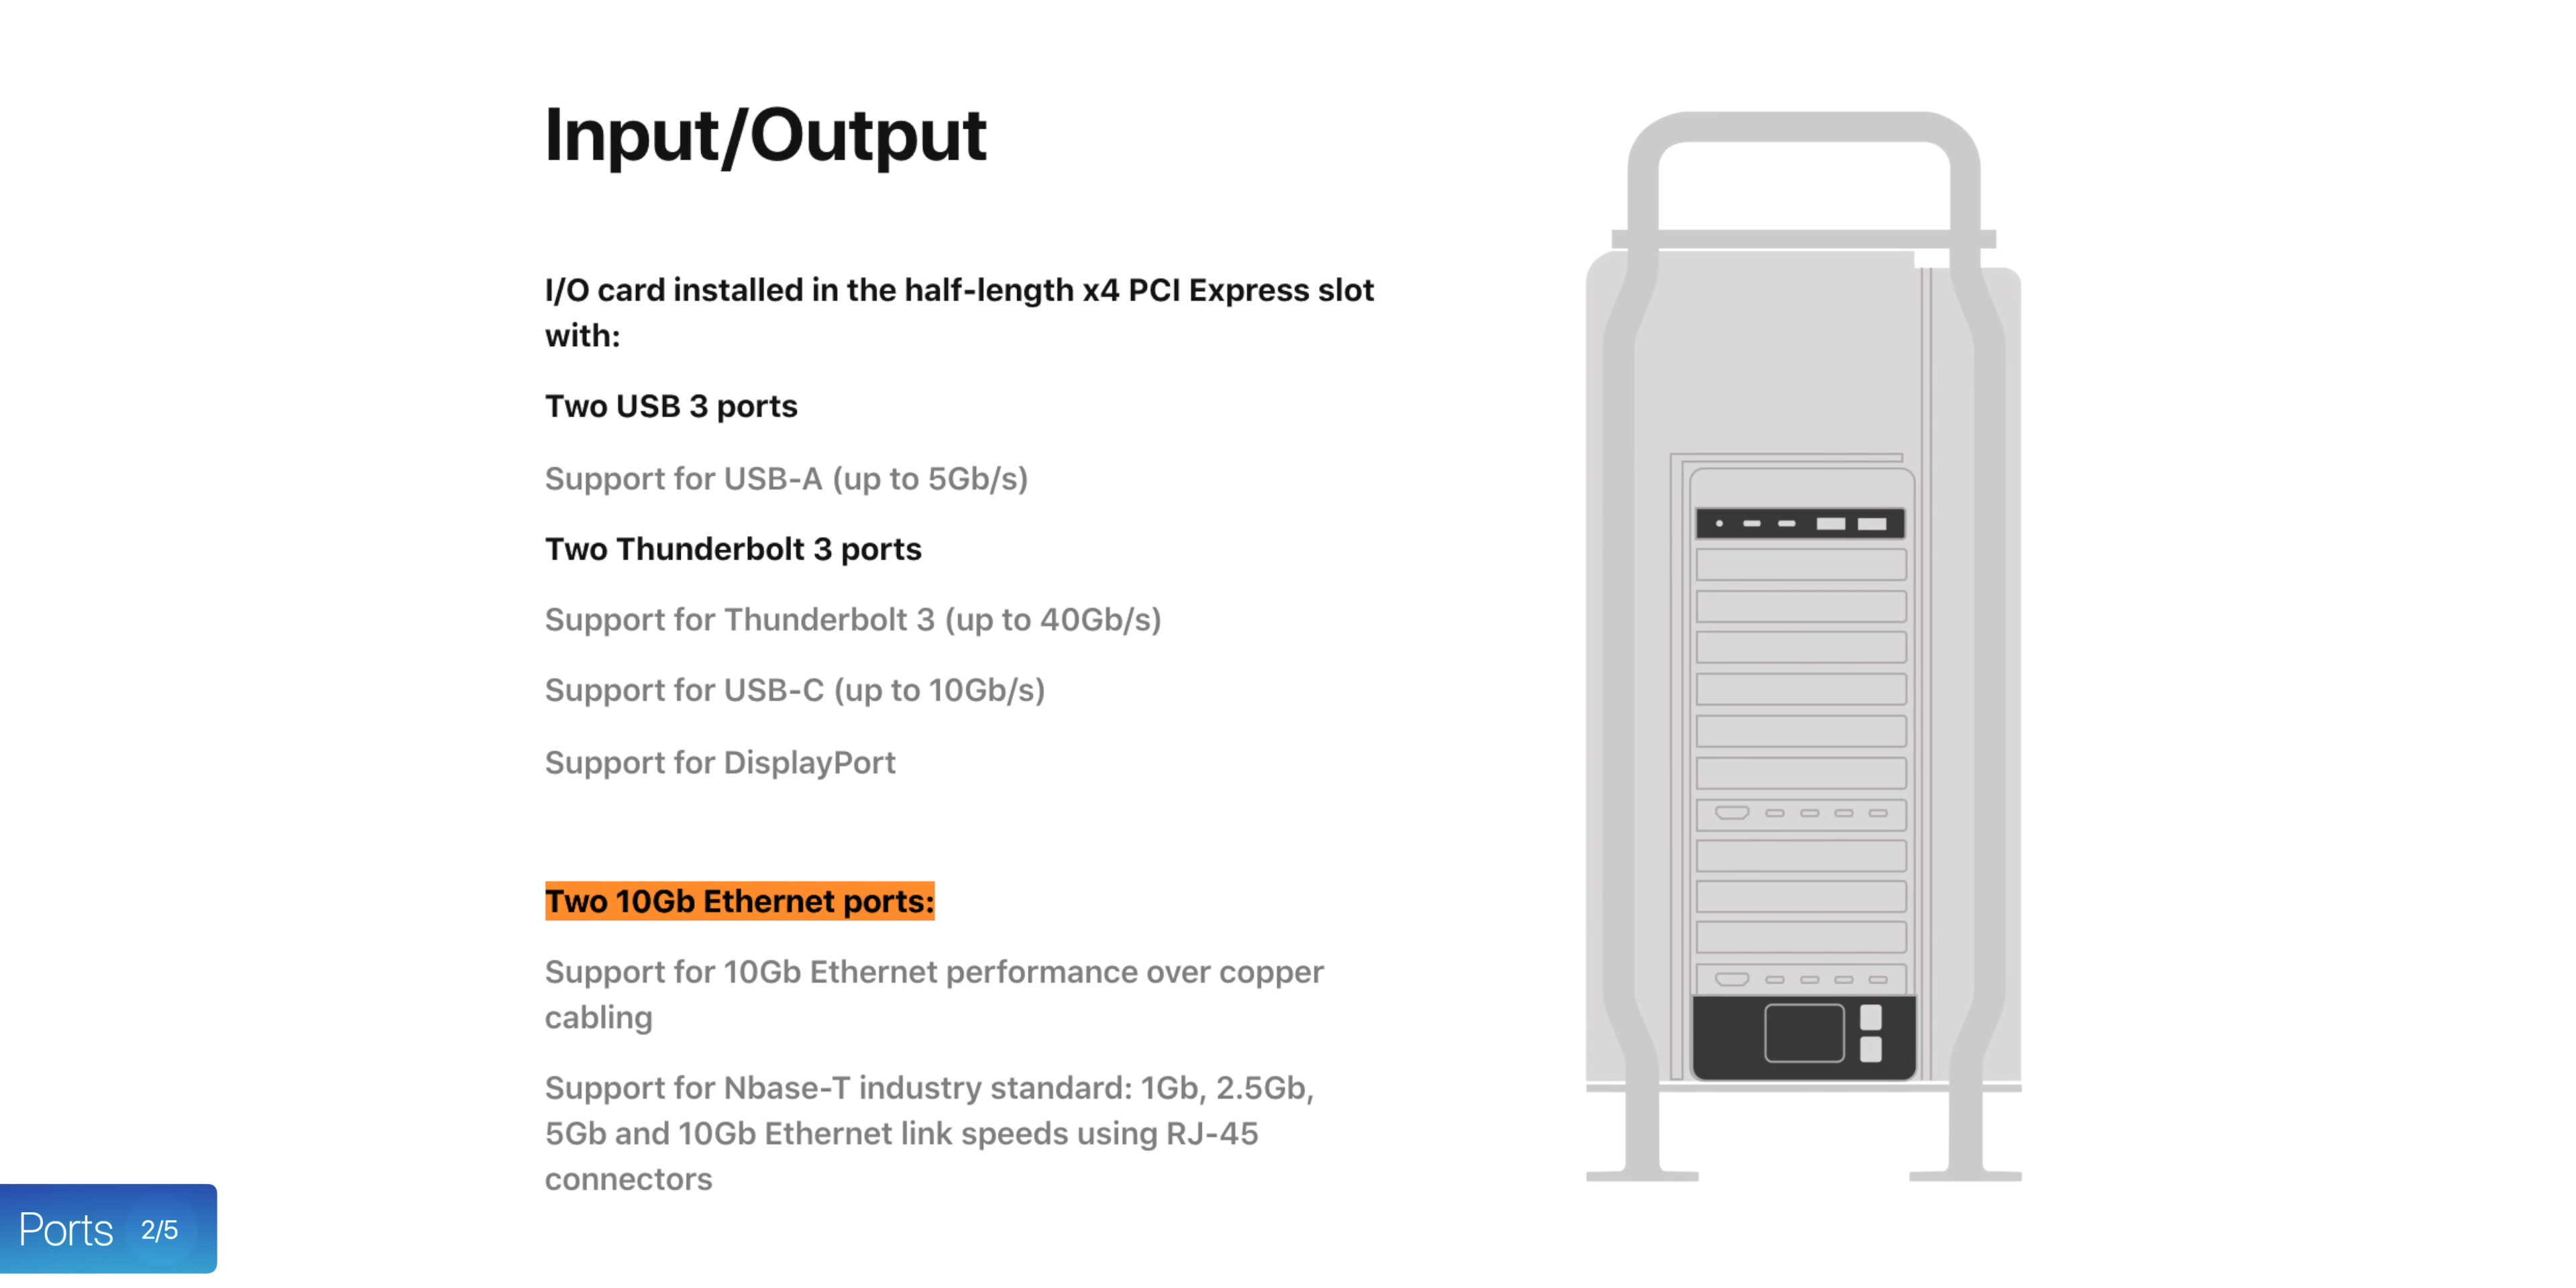 Input/Output
I/O card installed in the half-length x4 PCI Express slot
with:
Two USB 3 ports
Support for USB-A (up to 5Gb/s)
Two Thunderbolt 3 ports
Support for Thunderbolt 3 (up to 40Gb/s)
Support for USB-C (up to 10Gb/s)
Support for DisplayPort
Two 10Gb Ethernet ports:
Support for 10Gb Ethernet performance over copper
cabling
Support for Nbase-T industry standard: 1Gb, 2.5Gb,
5Gb and 10Gb Ethernet link speeds using RJ-45
connectors
Ports 2/5